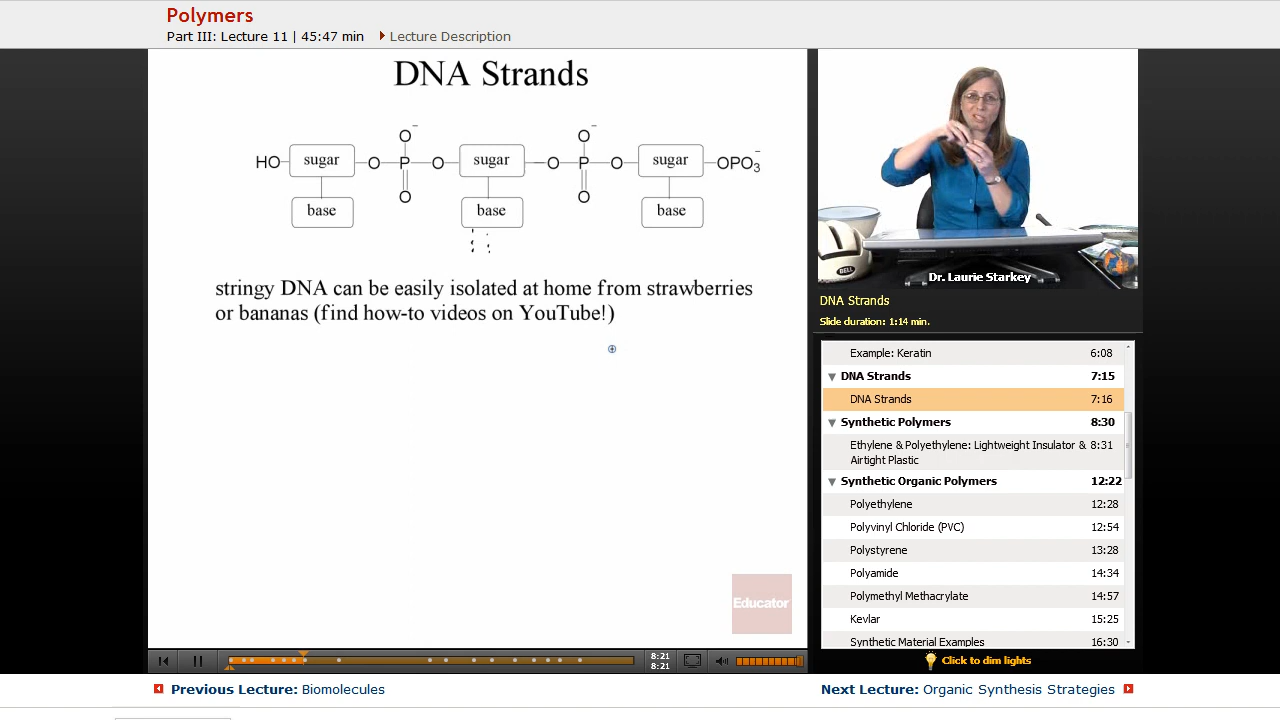 Polymers
Part III: Lecture 11 | 45:47 min Lecture Description
DNA Strands
O⁻ O⁻
HO sugar O P O sugar O P O sugar OPO₃⁻
O O
base base base
stringy DNA can be easily isolated at home from strawberries
or bananas (find how-to videos on YouTube!)
Educator
BELL
Dr. Laurie Starkey
DNA Strands
Slide duration: 1:14 min.
Example: Keratin 6:08
DNA Strands 7:15
DNA Strands 7:16
Synthetic Polymers 8:30
Ethylene & Polyethylene: Lightweight Insulator & 8:31
Airtight Plastic
Synthetic Organic Polymers 12:22
Polyethylene 12:28
Polyvinyl Chloride (PVC) 12:54
Polystyrene 13:28
Polyamide 14:34
Polymethyl Methacrylate 14:57
Kevlar 15:25
Synthetic Material Examples 16:30
8:21
8:21
Click to dim lights
Previous Lecture: Biomolecules
Next Lecture: Organic Synthesis Strategies